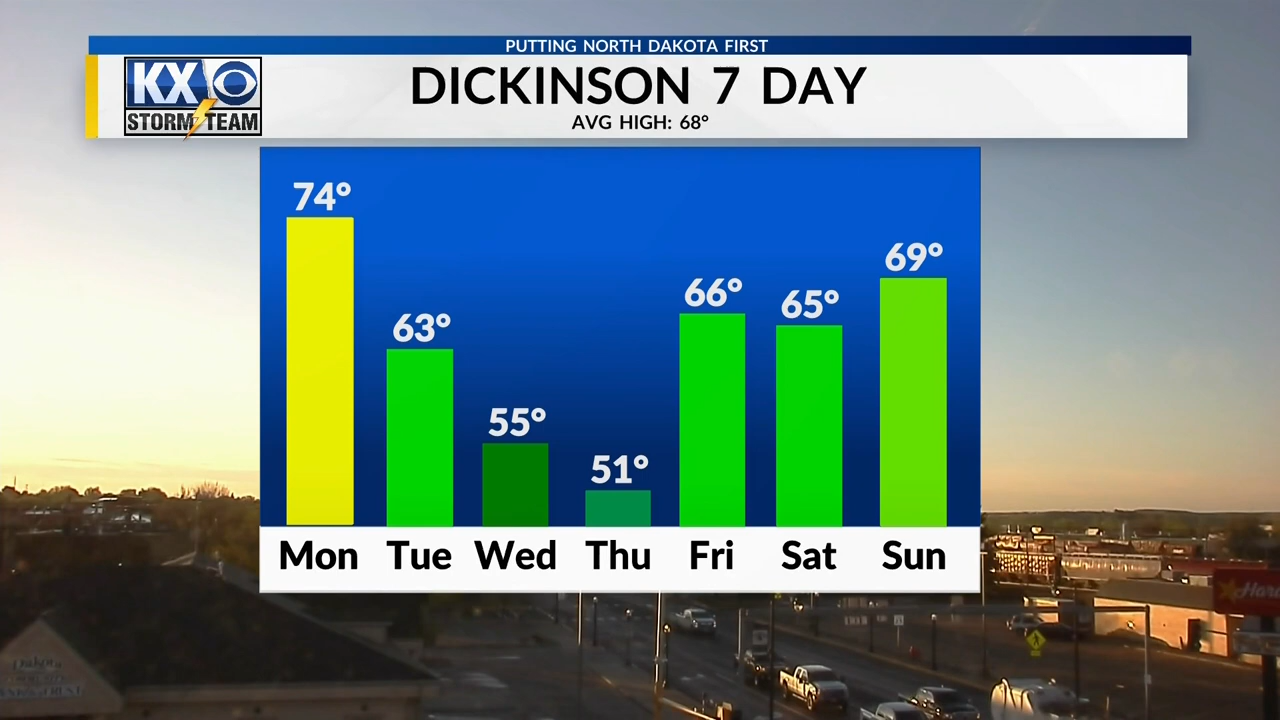 PUTTING NORTH DAKOTA FIRST
KX
STORM TEAM
DICKINSON 7 DAY
AVG HIGH: 68°
74°
63°
55°
51°
66°
65°
69°
Mon Tue Wed Thu Fri Sat Sun